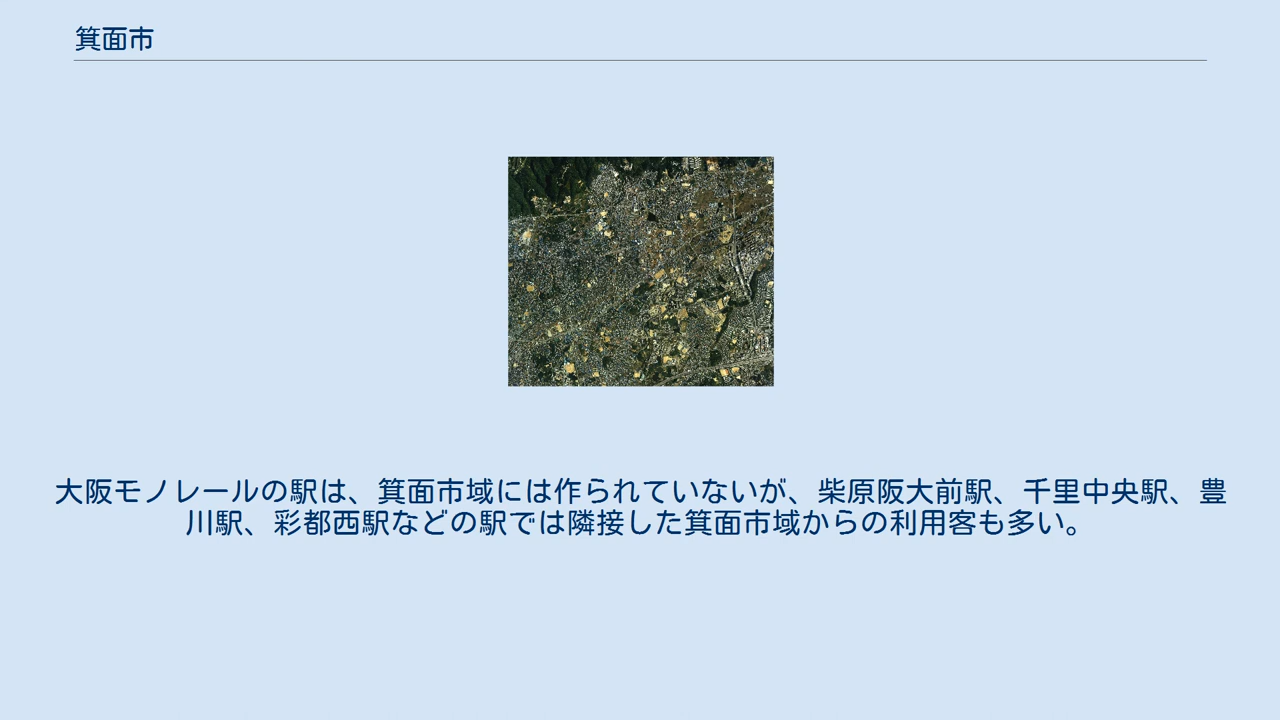 箕面市
大阪モノレールの駅は、箕面市域には作られていないが、柴原阪大前駅、千里中央駅、豊
川駅、彩都西駅などの駅では隣接した箕面市域からの利用客も多い。